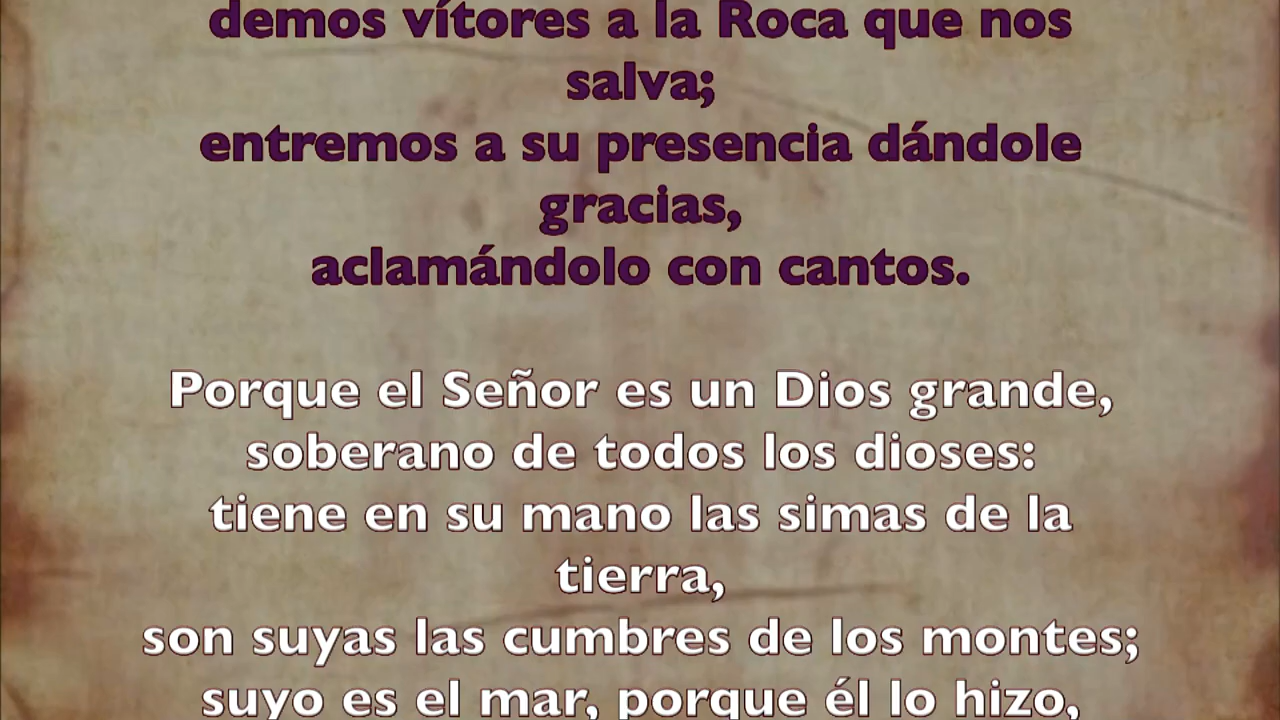 demos vítores a la Roca que nos
salva;
entremos a su presencia dándole
gracias,
aclamándolo con cantos.
Porque el Señor es un Dios grande,
soberano de todos los dioses:
tiene en su mano las simas de la
tierra,
son suyas las cumbres de los montes;
suyo es el mar, porque él lo hizo,